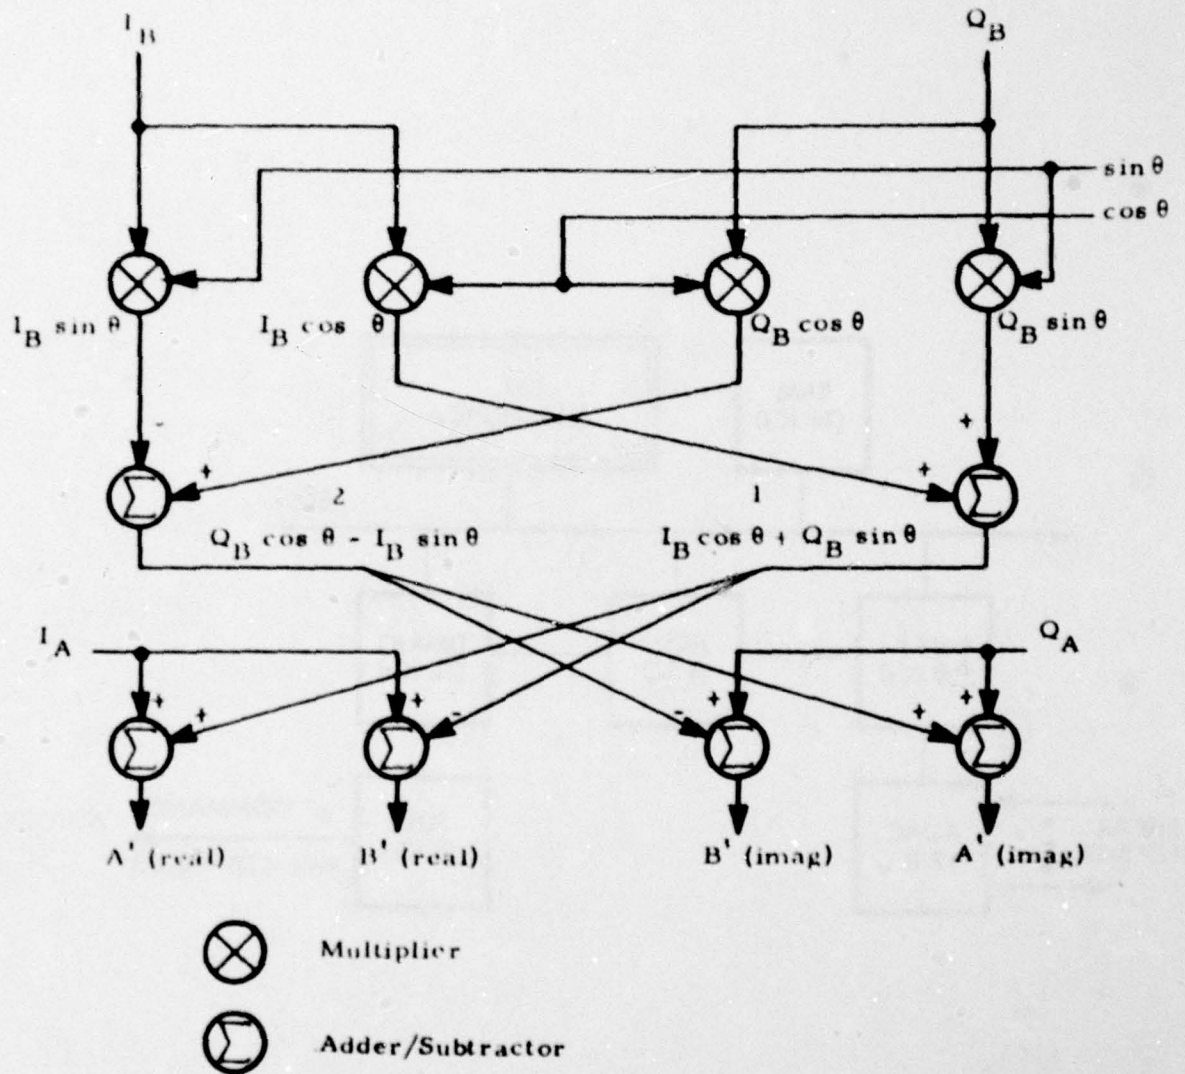 I_B Q_B
sin θ
cos θ
I_B sin θ I_B cos θ Q_B cos θ Q_B sin θ
- +
+ +
2 1
Q_B cos θ - I_B sin θ I_B cos θ + Q_B sin θ
I_A Q_A
+ + + +
+ - - +
A' (real) B' (real) B' (imag) A' (imag)
Multiplier
Adder/Subtractor